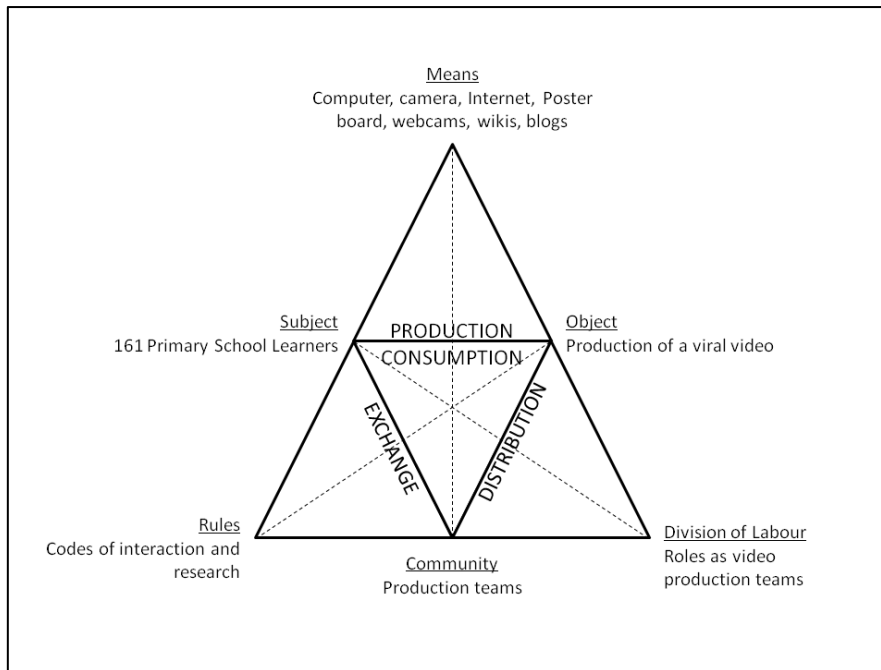 Means
Computer, camera, Internet, Poster
board, webcams, wikis, blogs
Subject
161 Primary School Learners
PRODUCTION
CONSUMPTION
Object
Production of a viral video
EXCHANGE
DISTRIBUTION
Rules
Codes of interaction and
research
Community
Production teams
Division of Labour
Roles as video
production teams